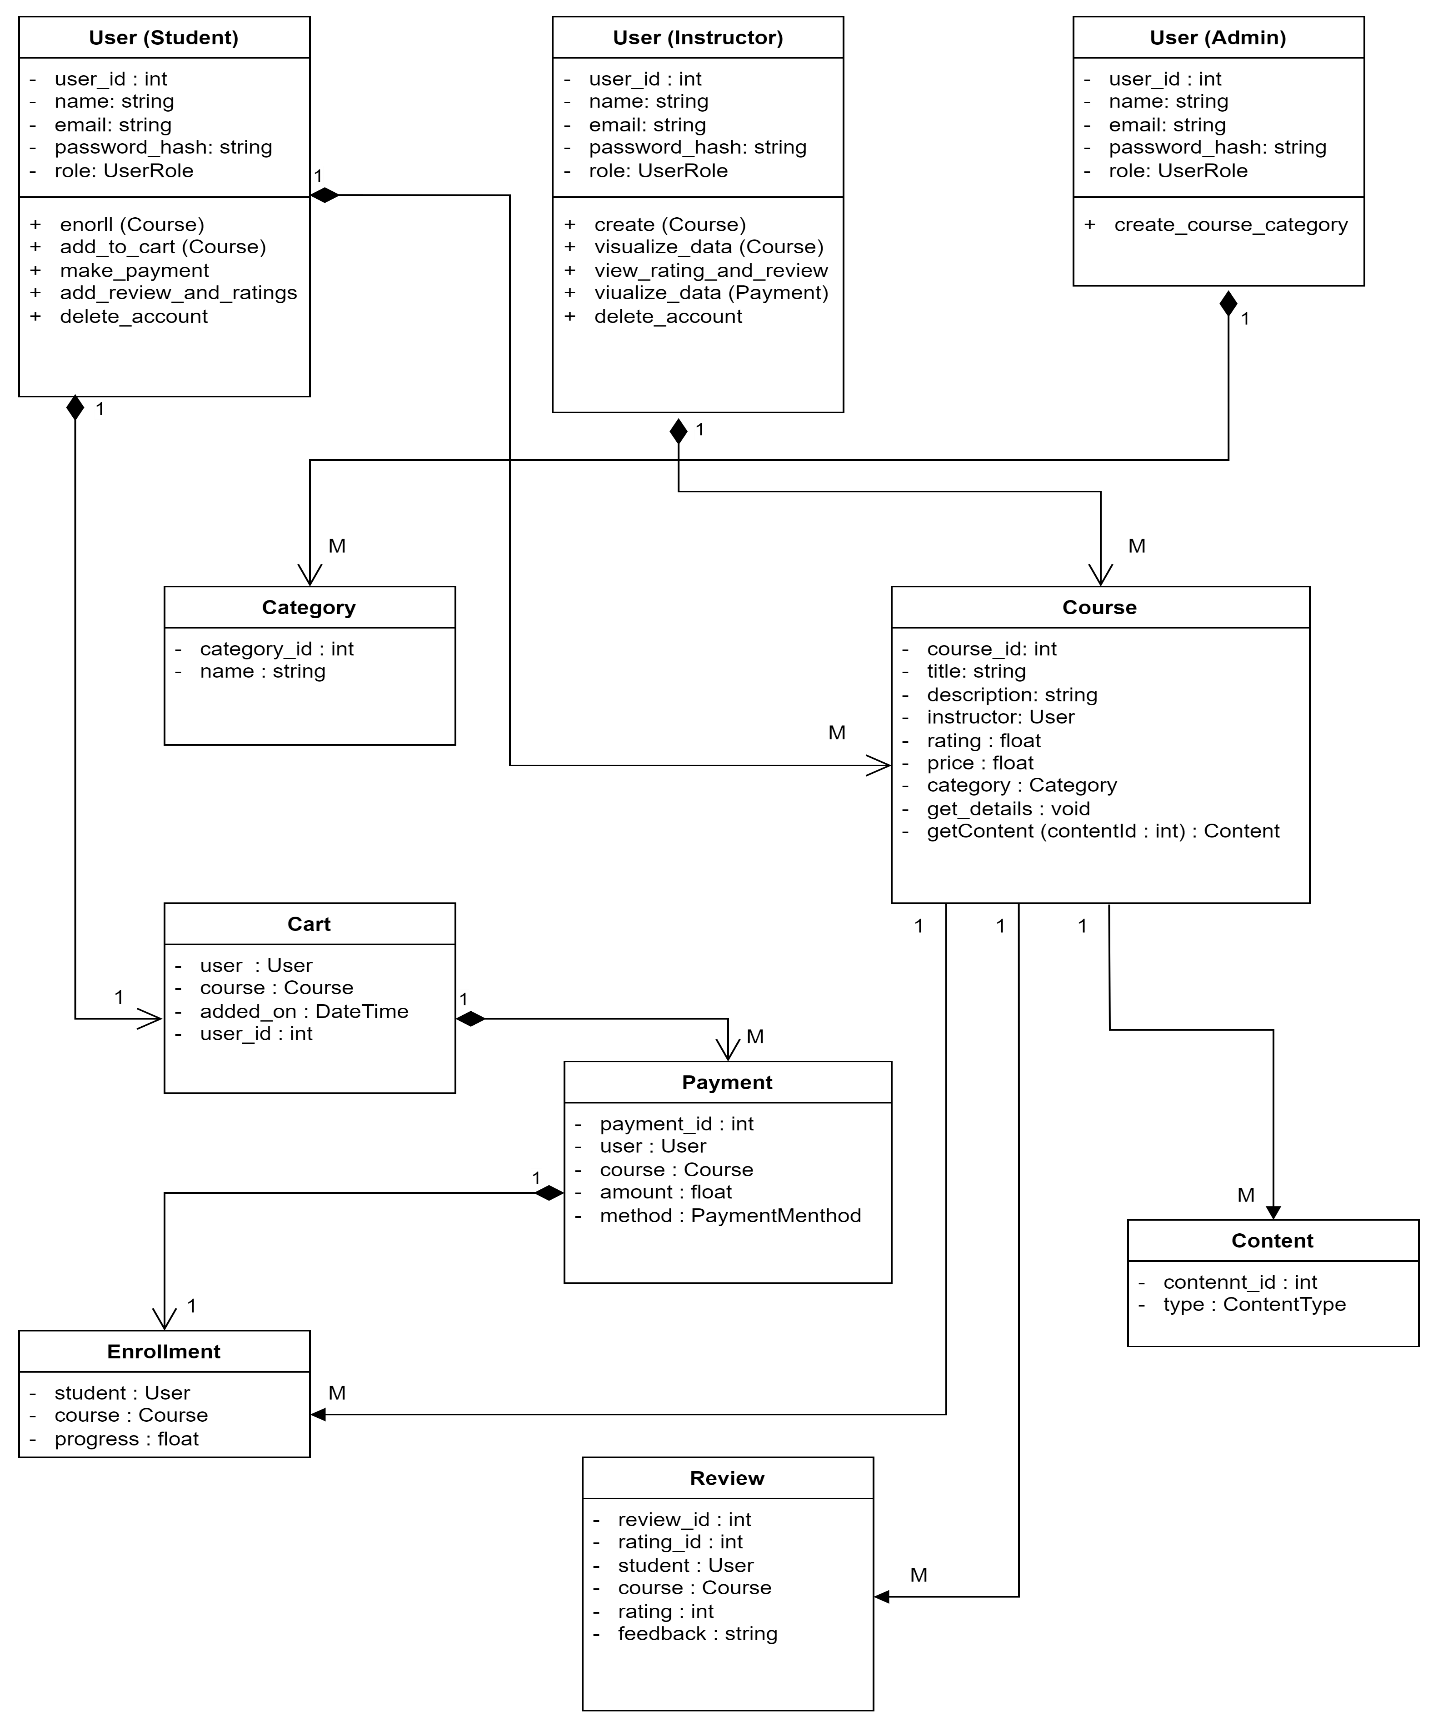 User (Student)
- user_id : int
- name: string
- email: string
- password_hash: string
- role: UserRole
+ enorll (Course)
+ add_to_cart (Course)
+ make_payment
+ add_review_and_ratings
+ delete_account
User (Instructor)
- user_id : int
- name: string
- email: string
- password_hash: string
- role: UserRole
+ create (Course)
+ visualize_data (Course)
+ view_rating_and_review
+ viualize_data (Payment)
+ delete_account
User (Admin)
- user_id : int
- name: string
- email: string
- password_hash: string
- role: UserRole
+ create_course_category
1
1
1
1
M
M
Category
- category_id : int
- name : string
Course
- course_id: int
- title: string
- description: string
- instructor: User
- rating : float
- price : float
- category : Category
- get_details : void
- getContent (contentId : int) : Content
M
1
1
1
Cart
- user : User
- course : Course
- added_on : DateTime
- user_id : int
1
1
M
Payment
- payment_id : int
- user : User
- course : Course
- amount : float
- method : PaymentMenthod
1
1
M
Content
- contennt_id : int
- type : ContentType
Enrollment
- student : User
- course : Course
- progress : float
M
Review
- review_id : int
- rating_id : int
- student : User
- course : Course
- rating : int
- feedback : string
M